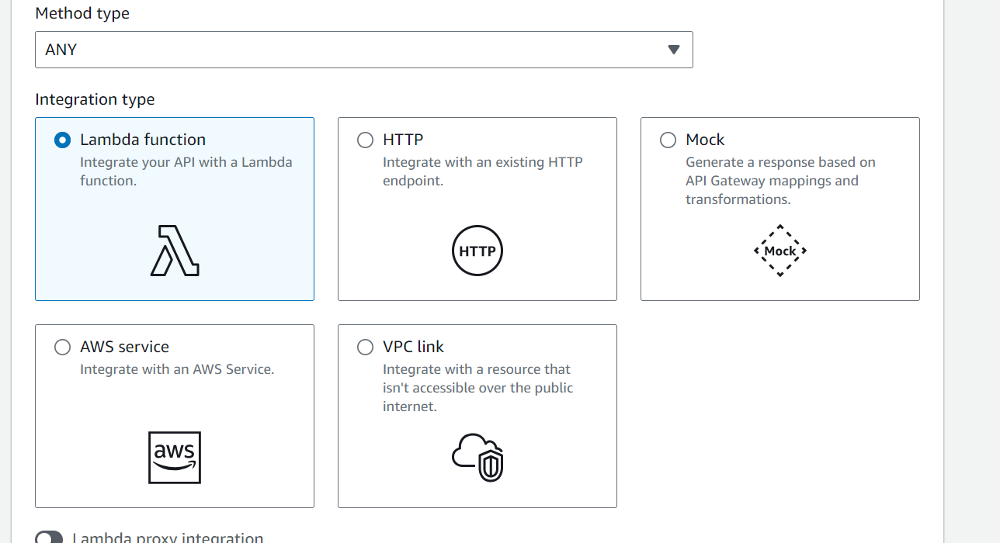 Method type
ANY
Integration type
Lambda function
Integrate your API with a Lambda
function.
HTTP
Integrate with an existing HTTP
endpoint.
HTTP
Mock
Generate a response based on
API Gateway mappings and
transformations.
Mock
AWS service
Integrate with an AWS Service.
aws
VPC link
Integrate with a resource that
isn't accessible over the public
internet.
Lambda proxy integration